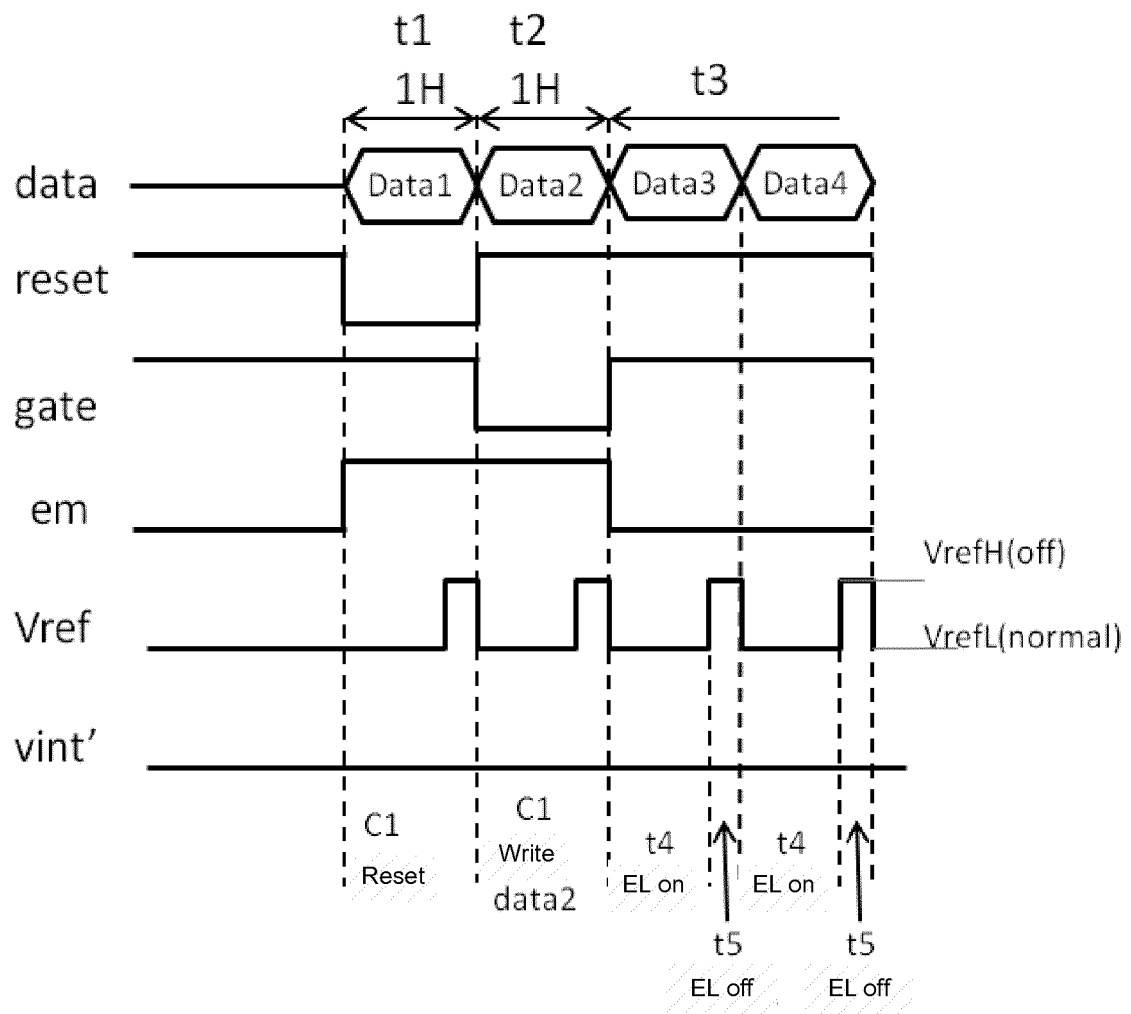 t1
t2
1H
1H
t3
data
Data1
Data2
Data3
Data4
reset
gate
em
VrefH(off)
Vref
VrefL(normal)
vint'
C1
Reset
C1
Write
data2
t4
EL on
t4
EL on
t5
EL off
t5
EL off